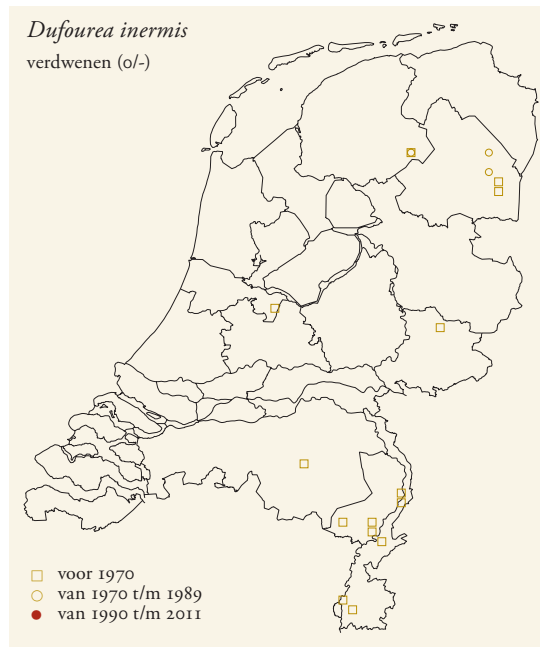 Dufourea inermis
verdwenen (0/-)
voor 1970
van 1970 t/m 1989
van 1990 t/m 2011